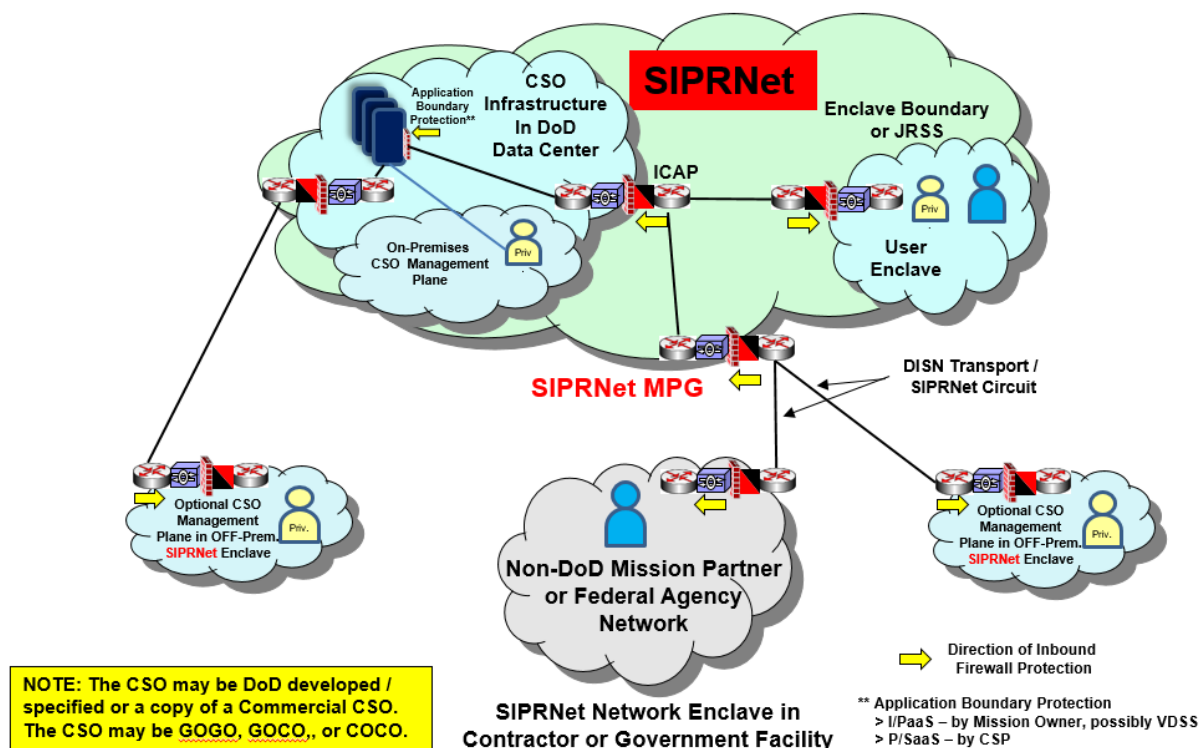 SIPRNet
CSO
Infrastructure
In DoD
Data Center
Application
Boundary
Protection**
Enclave Boundary
or JRSS
ICAP
Priv
User
Enclave
On-Premises
CSO Management
Plane
Priv
SIPRNet MPG
DISN Transport /
SIPRNet Circuit
Optional CSO
Management
Plane in OFF-Prem.
SIPRNet Enclave
Priv.
Non-DoD Mission Partner
or Federal Agency
Network
Optional CSO
Management
Plane in OFF-Prem.
SIPRNet Enclave
Priv.
Direction of Inbound
Firewall Protection
NOTE: The CSO may be DoD developed /
specified or a copy of a Commercial CSO.
The CSO may be GOGO, GOCO,, or COCO.
SIPRNet Network Enclave in
Contractor or Government Facility
** Application Boundary Protection
> I/PaaS – by Mission Owner, possibly VDSS
> P/SaaS – by CSP